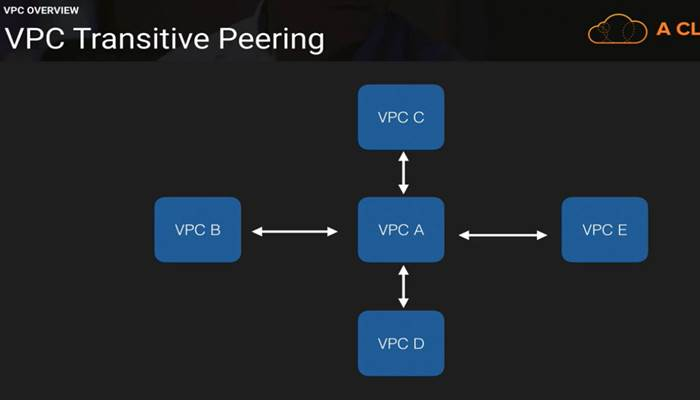 VPC OVERVIEW
VPC Transitive Peering
A CL
VPC C
VPC B
VPC A
VPC E
VPC D